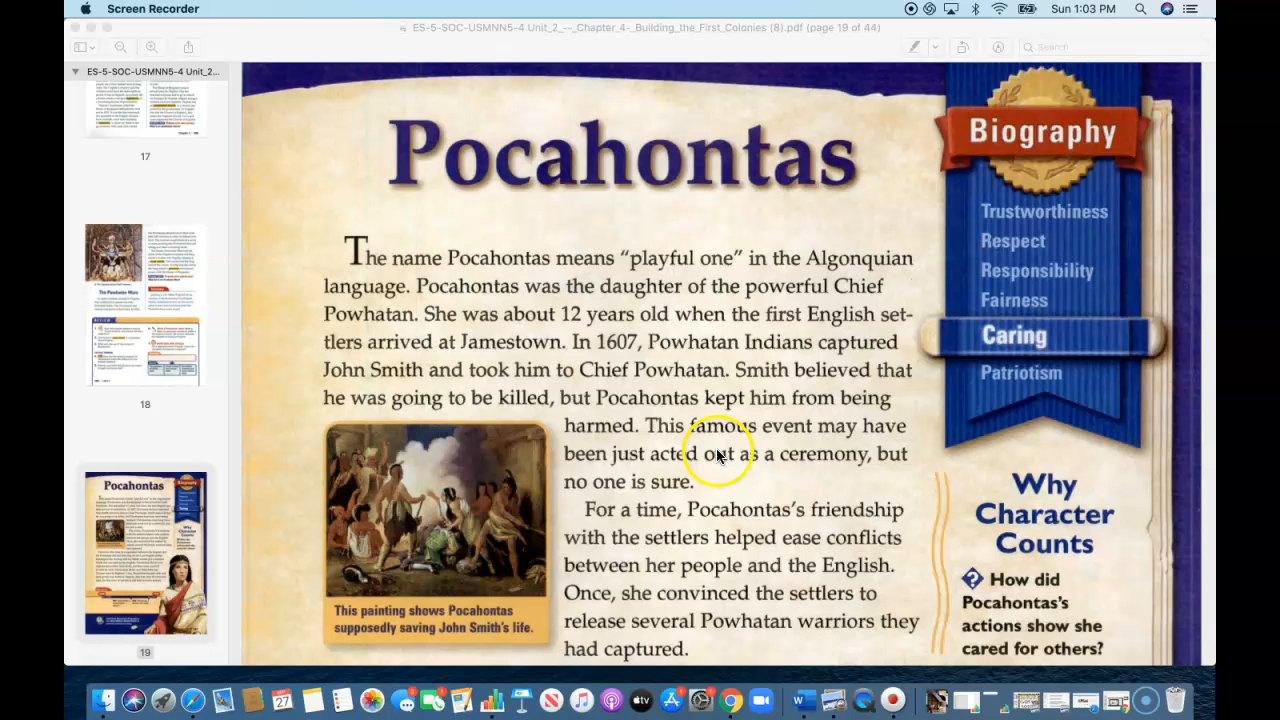 Screen Recorder
Sun 1:03 PM
ES-5-SOC-USMNN5-4 Unit_2_--_Chapter_4-_Building_the_First_Colonies (8).pdf (page 19 of 44)
Search
ES-5-SOC-USMNN5-4 Unit_2...
17
18
19
Pocahontas
The name Pocahontas means “playful one” in the Algonquian
language. Pocahontas was the daughter of the powerful Chief
Powhatan. She was about 12 years old when the first English set-
tlers arrived at Jamestown. In 1607, Powhatan Indians captured
John Smith and took him to Chief Powhatan. Smith believed that
he was going to be killed, but Pocahontas kept him from being
harmed. This famous event may have
been just acted out as a ceremony, but
no one is sure.
For a time, Pocahontas’s friendship
with the settlers helped ease conflicts
between her people and the English.
Once, she convinced the settlers to
release several Powhatan warriors they
had captured.
This painting shows Pocahontas
supposedly saving John Smith’s life.
Biography
Trustworthiness
Respect
Responsibility
Fairness
Caring
Patriotism
Why
Character
Counts
How did
Pocahontas’s
actions show she
cared for others?